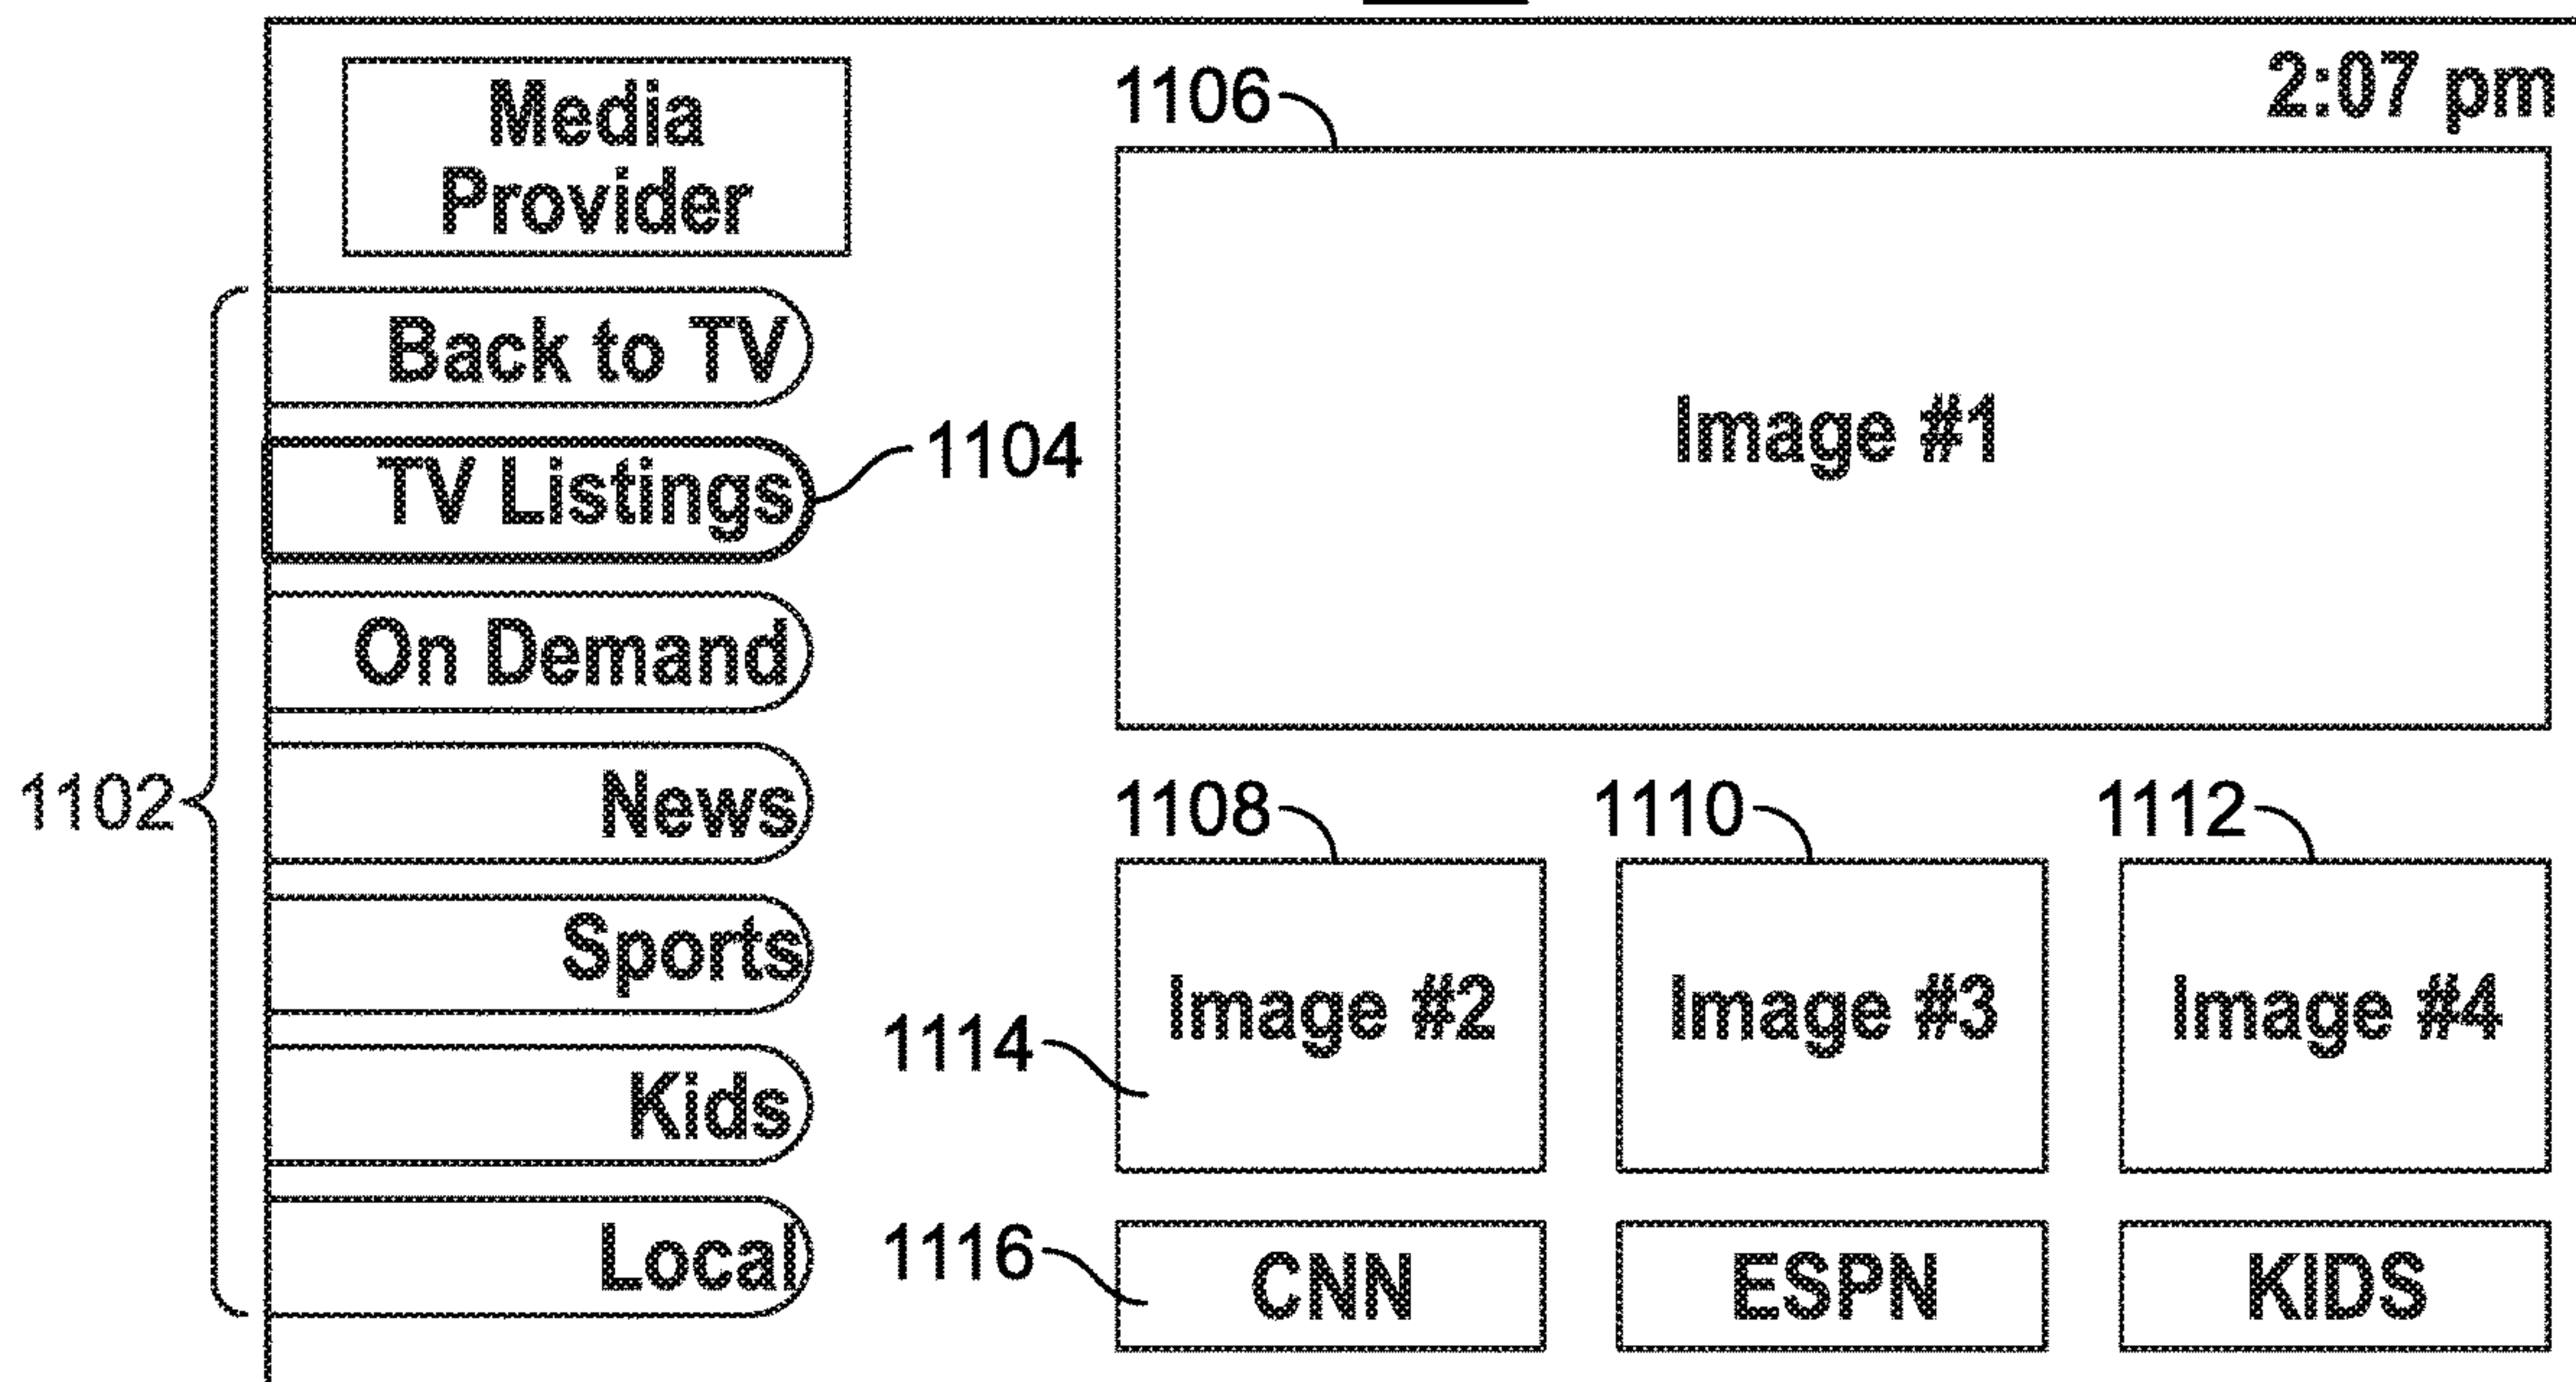 2:07 pm
Media
Provider
1106
Back to TV
Image #1
TV Listings
1104
On Demand
News
1102
1108
1110
1112
Sports
Image #2
Image #3
Image #4
1114
Kids
Local
1116
CNN
ESPN
KIDS